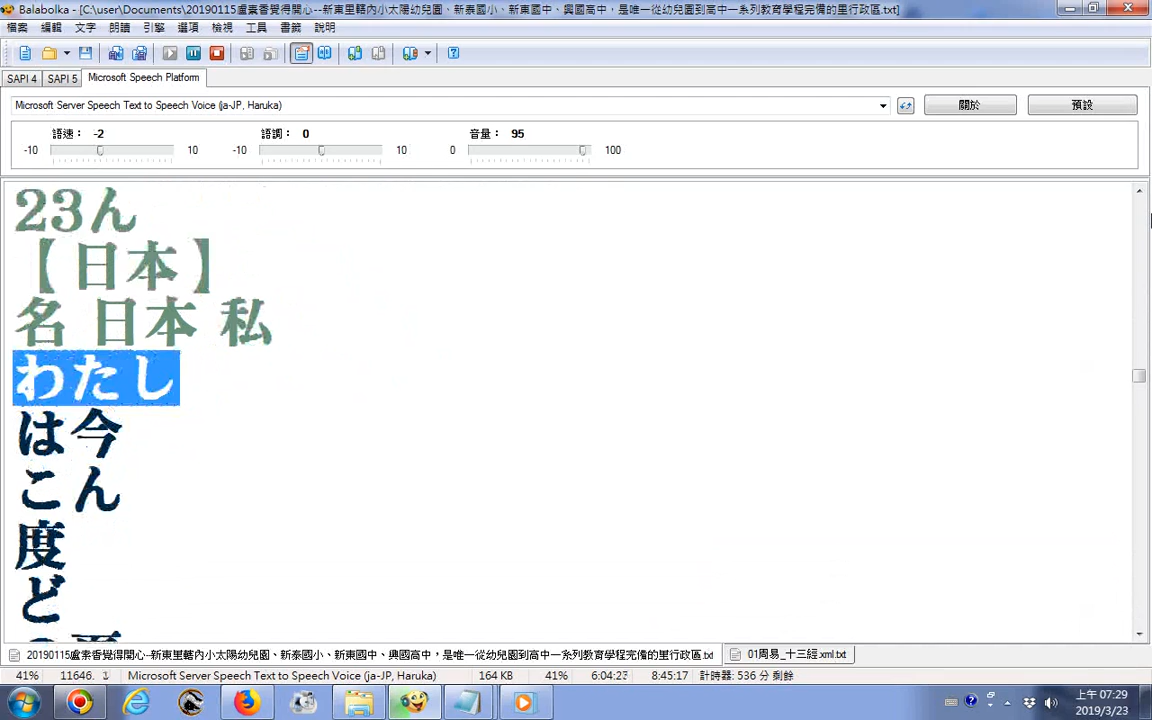 Balabolka - [C:\user\Documents\20190115盧素香覺得開心--新東里轄內小太陽幼兒園、新泰國小、新東國中、興國高中，是唯一從幼兒園到高中一系列教育學程完備的里行政區.txt]
檔案 編輯 文字 朗讀 引擎 選項 檢視 工具 書籤 說明
SAPI 4 SAPI 5 Microsoft Speech Platform
Microsoft Server Speech Text to Speech Voice (ja-JP, Haruka) 關於 預設
語速： -2 語調： 0 音量： 95
-10 10 -10 10 0 100
23ん
【日本】
名 日本 私
わたし
は今
こん
度
ど
20190115盧素香覺得開心--新東里轄內小太陽幼兒園、新泰國小、新東國中、興國高中，是唯一從幼兒園到高中一系列教育學程完備的里行政區.txt 01周易_十三經.xml.txt
41% 11646: Microsoft Server Speech Text to Speech Voice (ja-JP, Haruka) 164 KB 41% 6:04:23 8:45:17 計時器： 536 分 剩餘
上午 07:29
2019/3/23